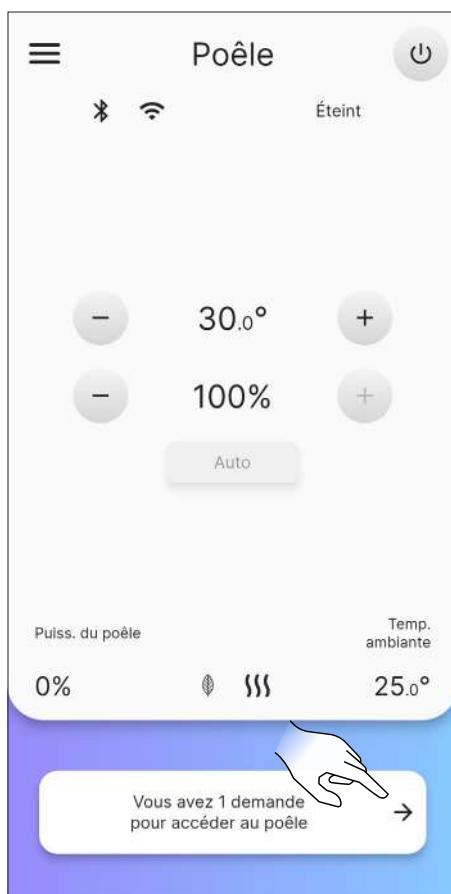 Poêle
Éteint
30.0°
100%
Auto
Puiss. du poêle
Temp.
ambiante
0%
25.0°
Vous avez 1 demande
pour accéder au poêle